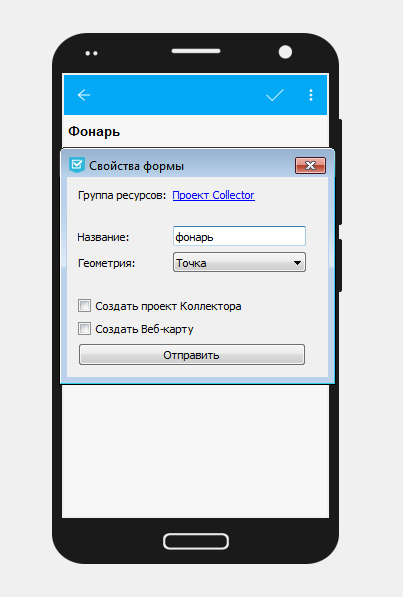 Фонарь
Свойства формы
Группа ресурсов: Проект Collector
Название: фонарь
Геометрия: Точка
Создать проект Коллектора
Создать Веб-карту
Отправить